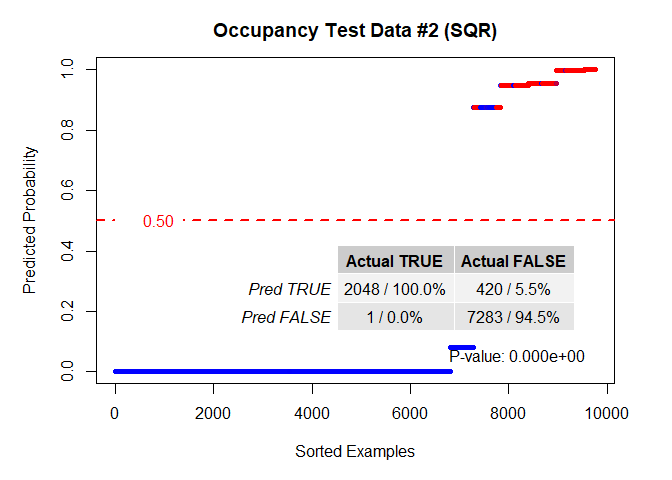 Occupancy Test Data #2 (SQR)
Predicted Probability
1.0
0.8
0.6
0.4
0.2
0.0
0.50
Actual TRUE Actual FALSE
Pred TRUE 2048 / 100.0% 420 / 5.5%
Pred FALSE 1 / 0.0% 7283 / 94.5%
P-value: 0.000e+00
0 2000 4000 6000 8000 10000
Sorted Examples